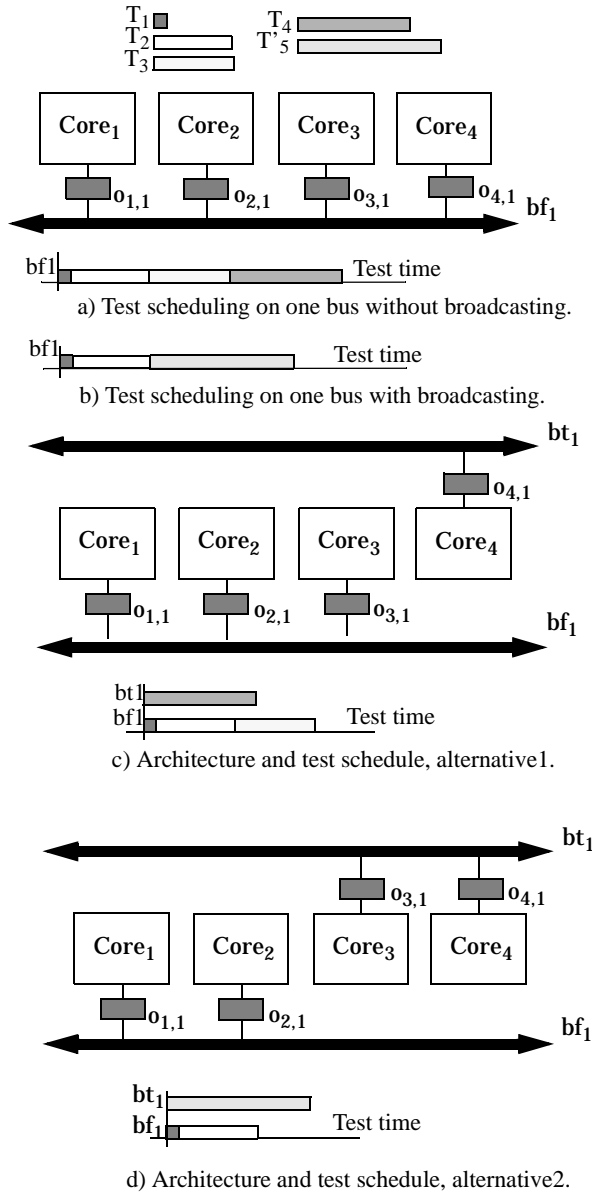 T₁
T₂
T₃
T₄
T'₅
Core₁ Core₂ Core₃ Core₄
o₁,₁ o₂,₁ o₃,₁ o₄,₁
bf₁
bf1 Test time
a) Test scheduling on one bus without broadcasting.
bf1 Test time
b) Test scheduling on one bus with broadcasting.
bt₁
o₄,₁
Core₁ Core₂ Core₃ Core₄
o₁,₁ o₂,₁ o₃,₁
bf₁
bt1
bf1 Test time
c) Architecture and test schedule, alternative1.
bt₁
o₃,₁ o₄,₁
Core₁ Core₂ Core₃ Core₄
o₁,₁ o₂,₁
bf₁
bt₁
bf₁ Test time
d) Architecture and test schedule, alternative2.